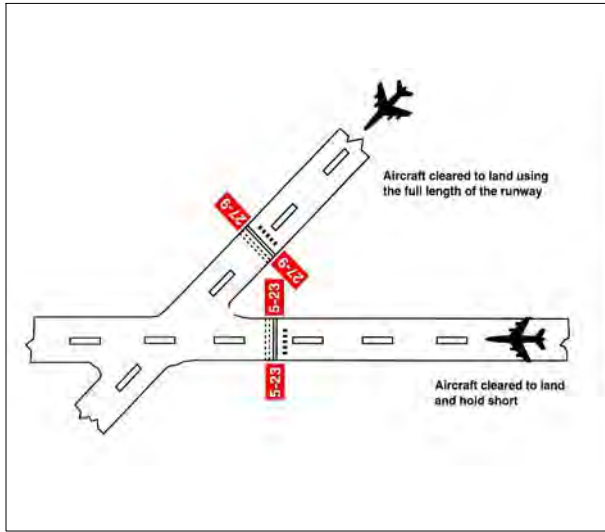 Aircraft cleared to land using
the full length of the runway
27-9
27-9
5-23
5-23
Aircraft cleared to land
and hold short